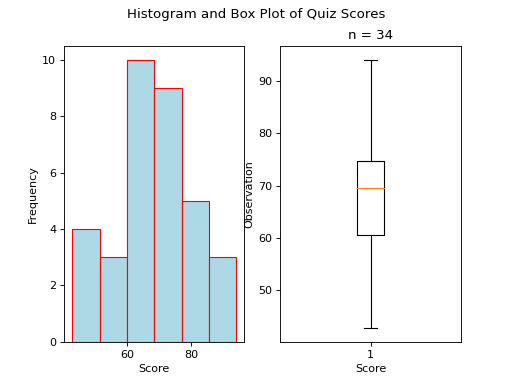 Histogram and Box Plot of Quiz Scores
n = 34
10
8
6
4
2
0
Frequency
60
80
Score
90
80
70
60
50
Observation
1
Score